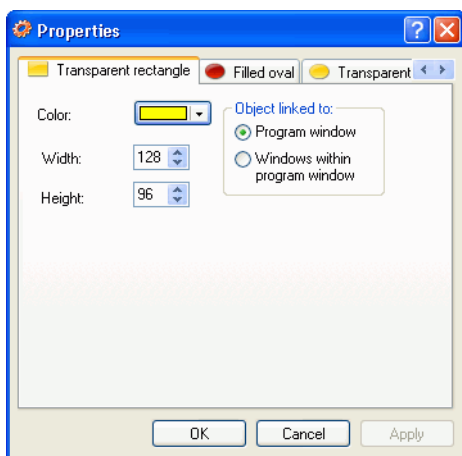 Properties
Transparent rectangle Filled oval Transparent
Color:
Object linked to:
Program window
Width: 128
Windows within
program window
Height: 96
OK Cancel Apply